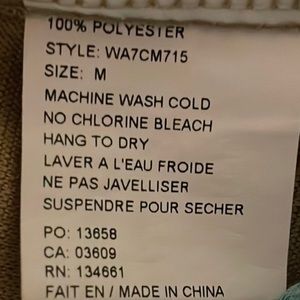 100% POLYESTER
STYLE: WA7CM715
SIZE: M
MACHINE WASH COLD
NO CHLORINE BLEACH
HANG TO DRY
LAVER A L'EAU FROIDE
NE PAS JAVELLISER
SUSPENDRE POUR SECHER
PO: 13658
CA: 03609
RN: 134661
FAIT EN / MADE IN CHINA